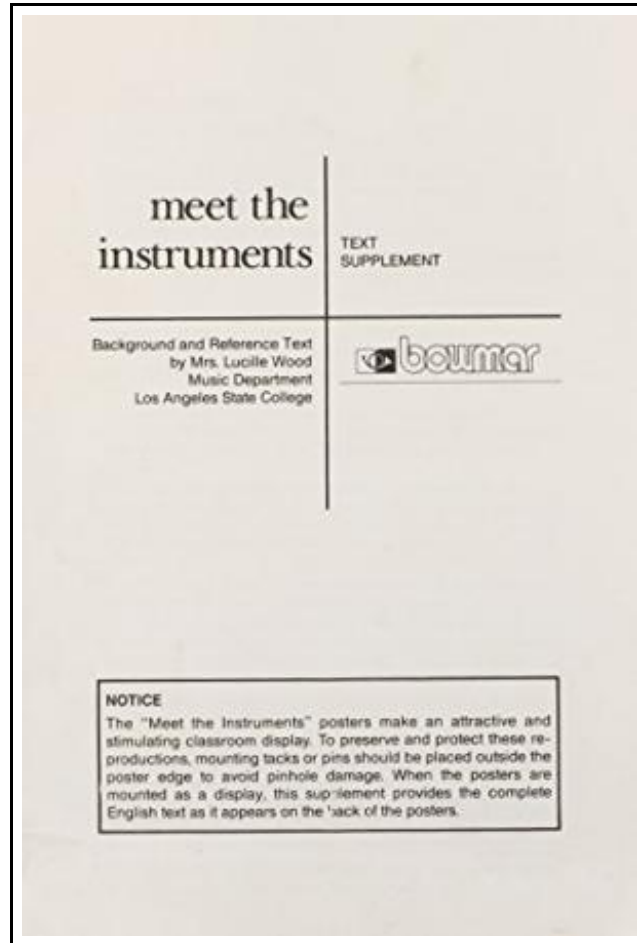 meet the
instruments
TEXT
SUPPLEMENT
Background and Reference Text
by Mrs. Lucille Wood
Music Department
Los Angeles State College
bowmar
NOTICE
The "Meet the Instruments" posters make an attractive and
stimulating classroom display. To preserve and protect these re-
productions, mounting tacks or pins should be placed outside the
poster edge to avoid pinhole damage. When the posters are
mounted as a display, this supplement provides the complete
English text as it appears on the back of the posters.